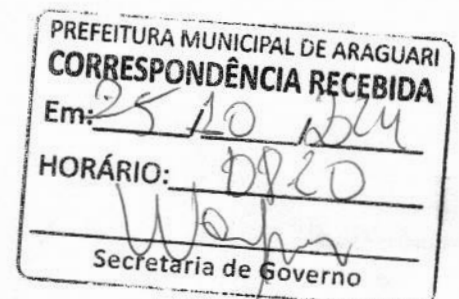 PREFEITURA MUNICIPAL DE ARAGUARI
CORRESPONDÊNCIA RECEBIDA
Em: 25 / 10 / 2024
HORÁRIO: 0820
Secretaria de Governo